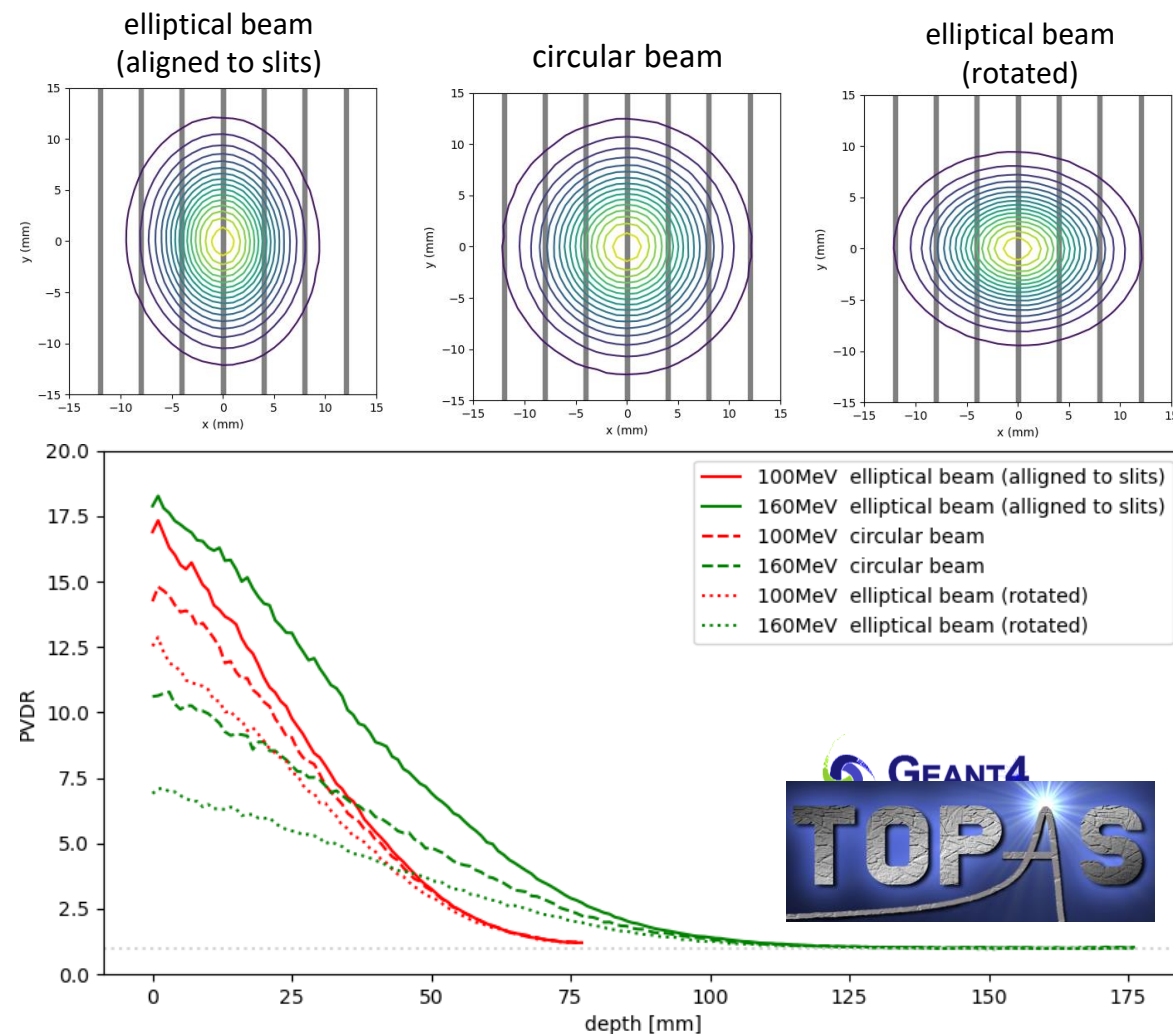 elliptical beam
(aligned to slits)
circular beam
elliptical beam
(rotated)
15
10
5
0
−5
−10
−15
y (mm)
−15 −10 −5 0 5 10 15
x (mm)
15
10
5
0
−5
−10
−15
y (mm)
−15 −10 −5 0 5 10 15
x (mm)
15
10
5
0
−5
−10
−15
y (mm)
−15 −10 −5 0 5 10 15
x (mm)
20.0
17.5
15.0
12.5
10.0
7.5
5.0
2.5
0.0
PVDR
100MeV elliptical beam (alligned to slits)
160MeV elliptical beam (alligned to slits)
100MeV circular beam
160MeV circular beam
100MeV elliptical beam (rotated)
160MeV elliptical beam (rotated)
GEANT4
TOPAS
0 25 50 75 100 125 150 175
depth [mm]